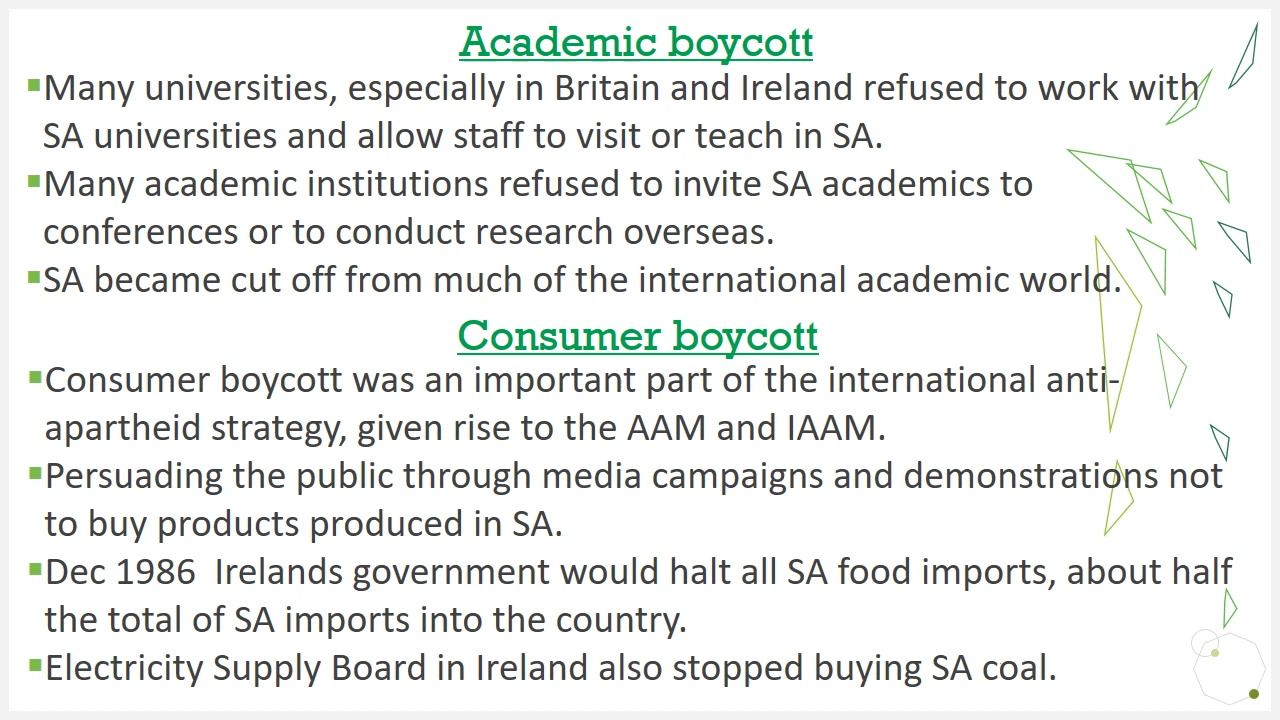 Academic boycott
▪Many universities, especially in Britain and Ireland refused to work with
SA universities and allow staff to visit or teach in SA.
▪Many academic institutions refused to invite SA academics to
conferences or to conduct research overseas.
▪SA became cut off from much of the international academic world.
Consumer boycott
▪Consumer boycott was an important part of the international anti-
apartheid strategy, given rise to the AAM and IAAM.
▪Persuading the public through media campaigns and demonstrations not
to buy products produced in SA.
▪Dec 1986  Irelands government would halt all SA food imports, about half
the total of SA imports into the country.
▪Electricity Supply Board in Ireland also stopped buying SA coal.